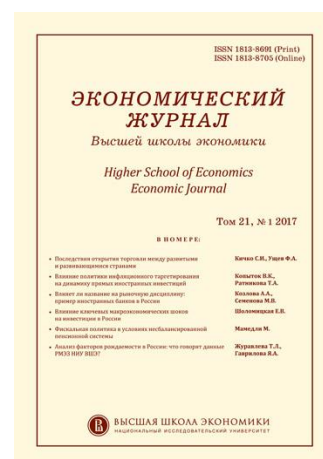 ISSN 1813-8691 (Print)
ISSN 1813-8705 (Online)
ЭКОНОМИЧЕСКИЙ
ЖУРНАЛ
Высшей школы экономики
Higher School of Economics
Economic Journal
Том 21, № 1 2017
В НОМЕРЕ:
• Последствия открытия торговли между развитыми Кичко С.И., Ущев Ф.А.
и развивающимися странами
• Влияние политики инфляционного таргетирования Копыток В.К.,
на динамику прямых иностранных инвестиций Ратникова Т.А.
• Влияет ли название на рыночную дисциплину: Козлова А.А.,
пример иностранных банков в России Семенова М.В.
• Влияние ключевых макроэкономических шоков Шоломицкая Е.В.
на инвестиции в России
• Фискальная политика в условиях несбалансированной Мамедли М.
пенсионной системы
• Анализ факторов рождаемости в России: что говорят данные Журавлева Т.Л.,
РМЭЗ НИУ ВШЭ? Гаврилова Я.А.
ВЫСШАЯ ШКОЛА ЭКОНОМИКИ
НАЦИОНАЛЬНЫЙ ИССЛЕДОВАТЕЛЬСКИЙ УНИВЕРСИТЕТ